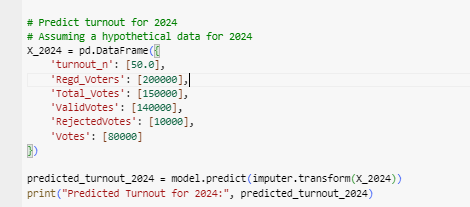 # Predict turnout for 2024
# Assuming a hypothetical data for 2024
X_2024 = pd.DataFrame({
    'turnout_n': [50.0],
    'Regd_Voters': [200000],
    'Total_Votes': [150000],
    'ValidVotes': [140000],
    'RejectedVotes': [10000],
    'Votes': [80000]
})
predicted_turnout_2024 = model.predict(imputer.transform(X_2024))
print("Predicted Turnout for 2024:", predicted_turnout_2024)